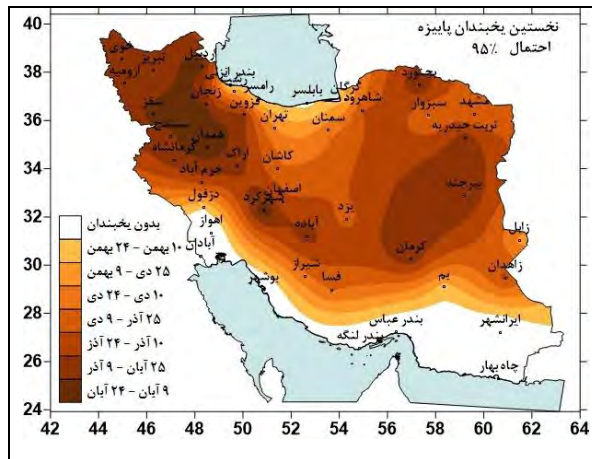 نخستین یخبندان پاییزه
احتمال ۹۵٪
40
38
36
34
32
30
28
26
24
42 44 46 48 50 52 54 56 58 60 62 64
خوی
تبریز
ارومیه
اردبیل
بندر انزلی
رشت
رامسر
بابلسر
گرگان
بجنورد
زنجان
قزوین
شاهرود
سبزوار
مشهد
سقز
تهران
سمنان
تربت حیدریه
سنندج
همدان
کرمانشاه
اراک
کاشان
خرم آباد
دزفول
اصفهان
شهرکرد
بیرجند
یزد
اهواز
آباده
آبادان
کرمان
زابل
شیراز
فسا
بم
زاهدان
بوشهر
بندر عباس
بندر لنگه
ایرانشهر
چاه بهار
بدون یخبندان
۱۰ بهمن - ۲۴ بهمن
۲۵ دی - ۹ بهمن
۱۰ دی - ۲۴ دی
۲۵ آذر - ۹ دی
۱۰ آذر - ۲۴ آذر
۲۵ آبان - ۹ آذر
۹ آبان - ۲۴ آبان